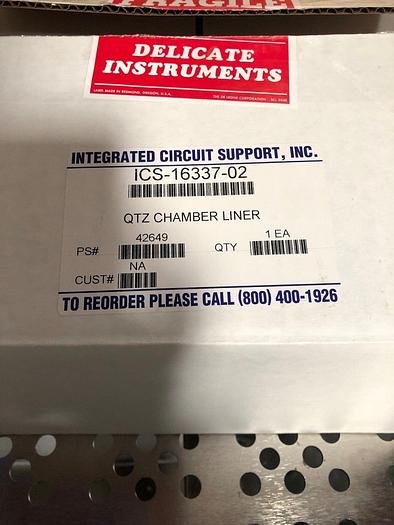 FRAGILE
DELICATE
INSTRUMENTS
INTEGRATED CIRCUIT SUPPORT, INC.
ICS-16337-02
QTZ CHAMBER LINER
PS# 42649 QTY 1 EA
CUST# NA
TO REORDER PLEASE CALL (800) 400-1926